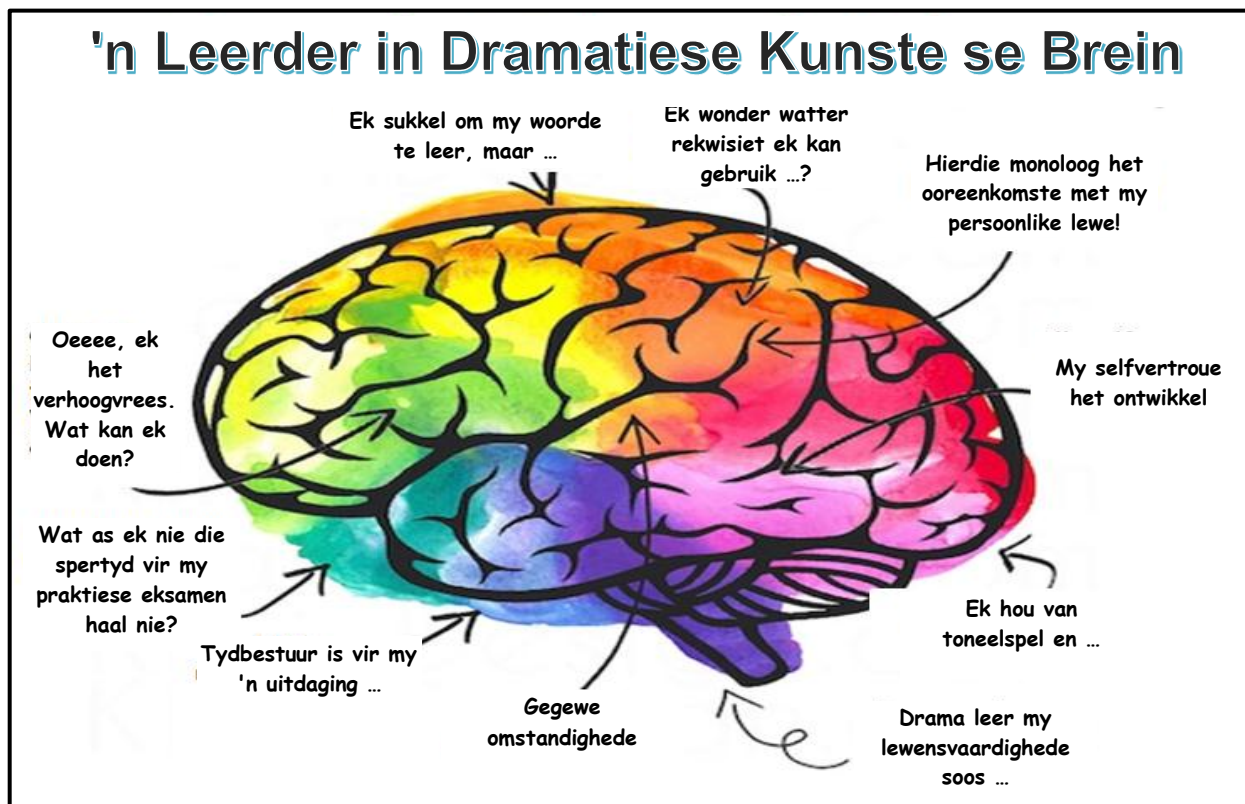 'n Leerder in Dramatiese Kunste se Brein
Ek sukkel om my woorde
te leer, maar ...
Ek wonder watter
rekwisiet ek kan
gebruik ...?
Hierdie monoloog het
ooreenkomste met my
persoonlike lewe!
Oeeee, ek
het
verhoogvrees.
Wat kan ek
doen?
My selfvertroue
het ontwikkel
Wat as ek nie die
spertyd vir my
praktiese eksamen
haal nie?
Ek hou van
toneelspel en ...
Tydbestuur is vir my
'n uitdaging ...
Gegewe
omstandighede
Drama leer my
lewensvaardighede
soos ...